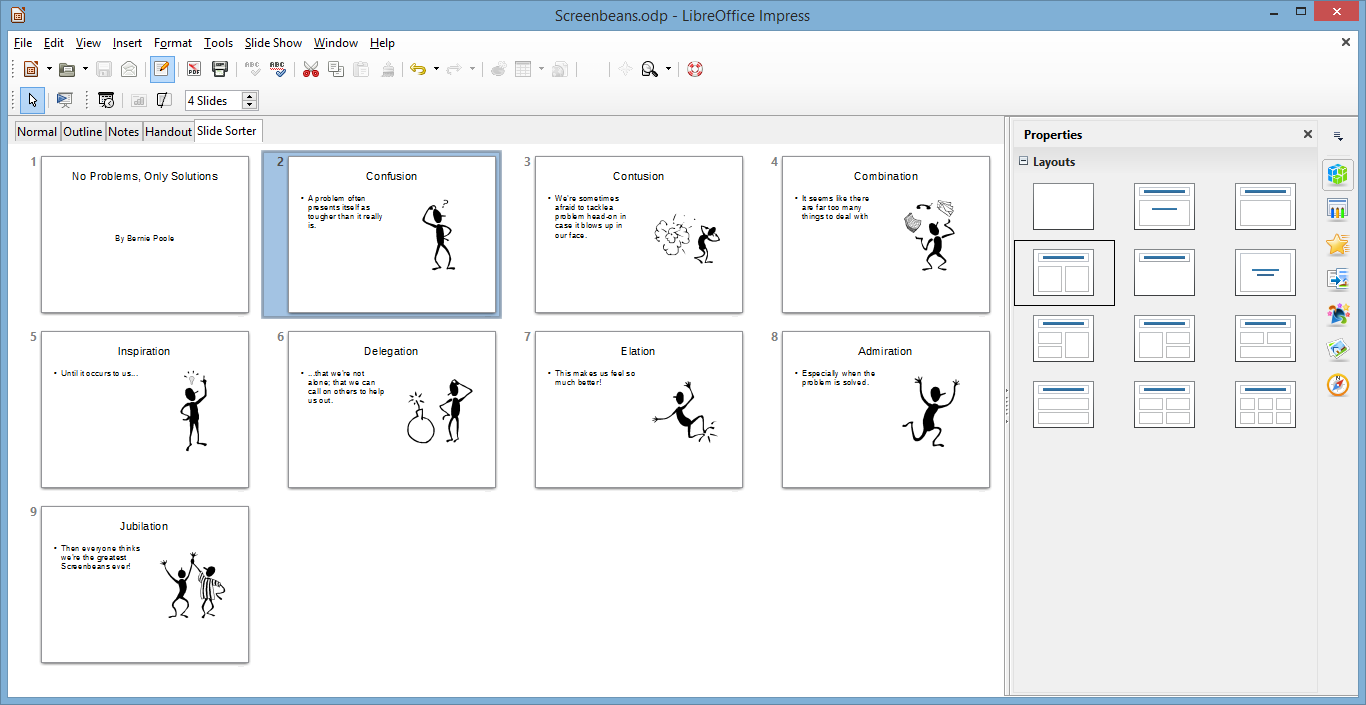 Screenbeans.odp - LibreOffice Impress
File Edit View Insert Format Tools Slide Show Window Help
PDF
ABC ABC
4 Slides
Normal Outline Notes Handout Slide Sorter
1
No Problems, Only Solutions
By Bernie Poole
2
Confusion
• A problem often
presents itself as
tougher than it really
is.
?
3
Contusion
• We're sometimes
afraid to tackle a
problem head-on in
case it blows up in
our face.
4
Combination
• It seems like there
are far too many
things to deal with
5
Inspiration
• Until it occurs to us...
6
Delegation
• ...that we're not
alone; that we can
call on others to help
us out.
7
Elation
• This makes us feel so
much better!
8
Admiration
• Especially when the
problem is solved.
9
Jubilation
• Then everyone thinks
we're the greatest
Screenbeans ever!
Properties
Layouts
N